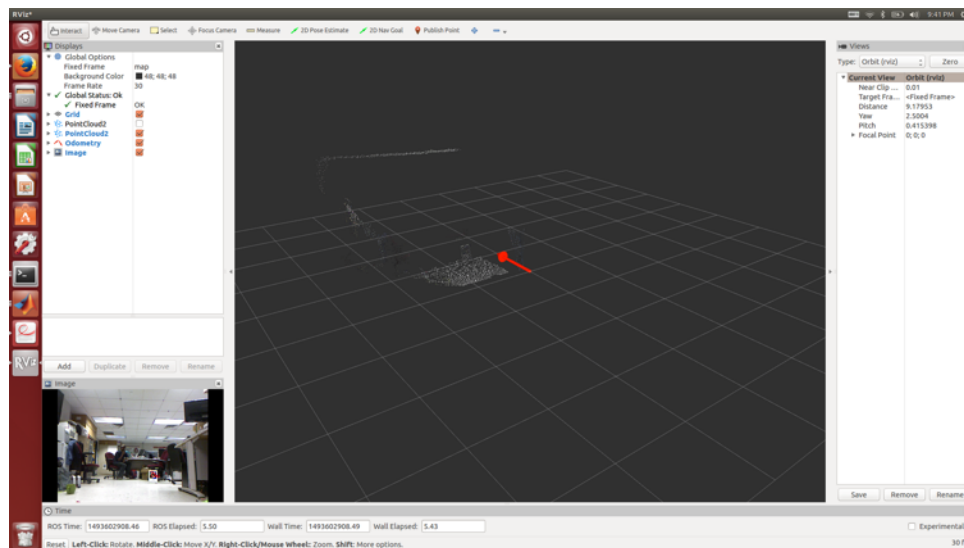 RViz*
9:41 PM
Interact Move Camera Select Focus Camera Measure 2D Pose Estimate 2D Nav Goal Publish Point
Displays
Global Options
Fixed Frame map
Background Color 48; 48; 48
Frame Rate 30
Global Status: Ok
Fixed Frame OK
Grid
PointCloud2
PointCloud2
Odometry
Image
Add Duplicate Remove Rename
Image
Views
Type: Orbit (rviz) Zero
Current View Orbit (rviz)
Near Clip ... 0.01
Target Fra... <Fixed Frame>
Distance 9.17953
Yaw 2.5004
Pitch 0.415398
Focal Point 0; 0; 0
Save Remove Rename
Time
ROS Time: 1493602908.46 ROS Elapsed: 5.50 Wall Time: 1493602908.49 Wall Elapsed: 5.43 Experimental
Reset Left-Click: Rotate. Middle-Click: Move X/Y. Right-Click/Mouse Wheel: Zoom. Shift: More options. 30 f